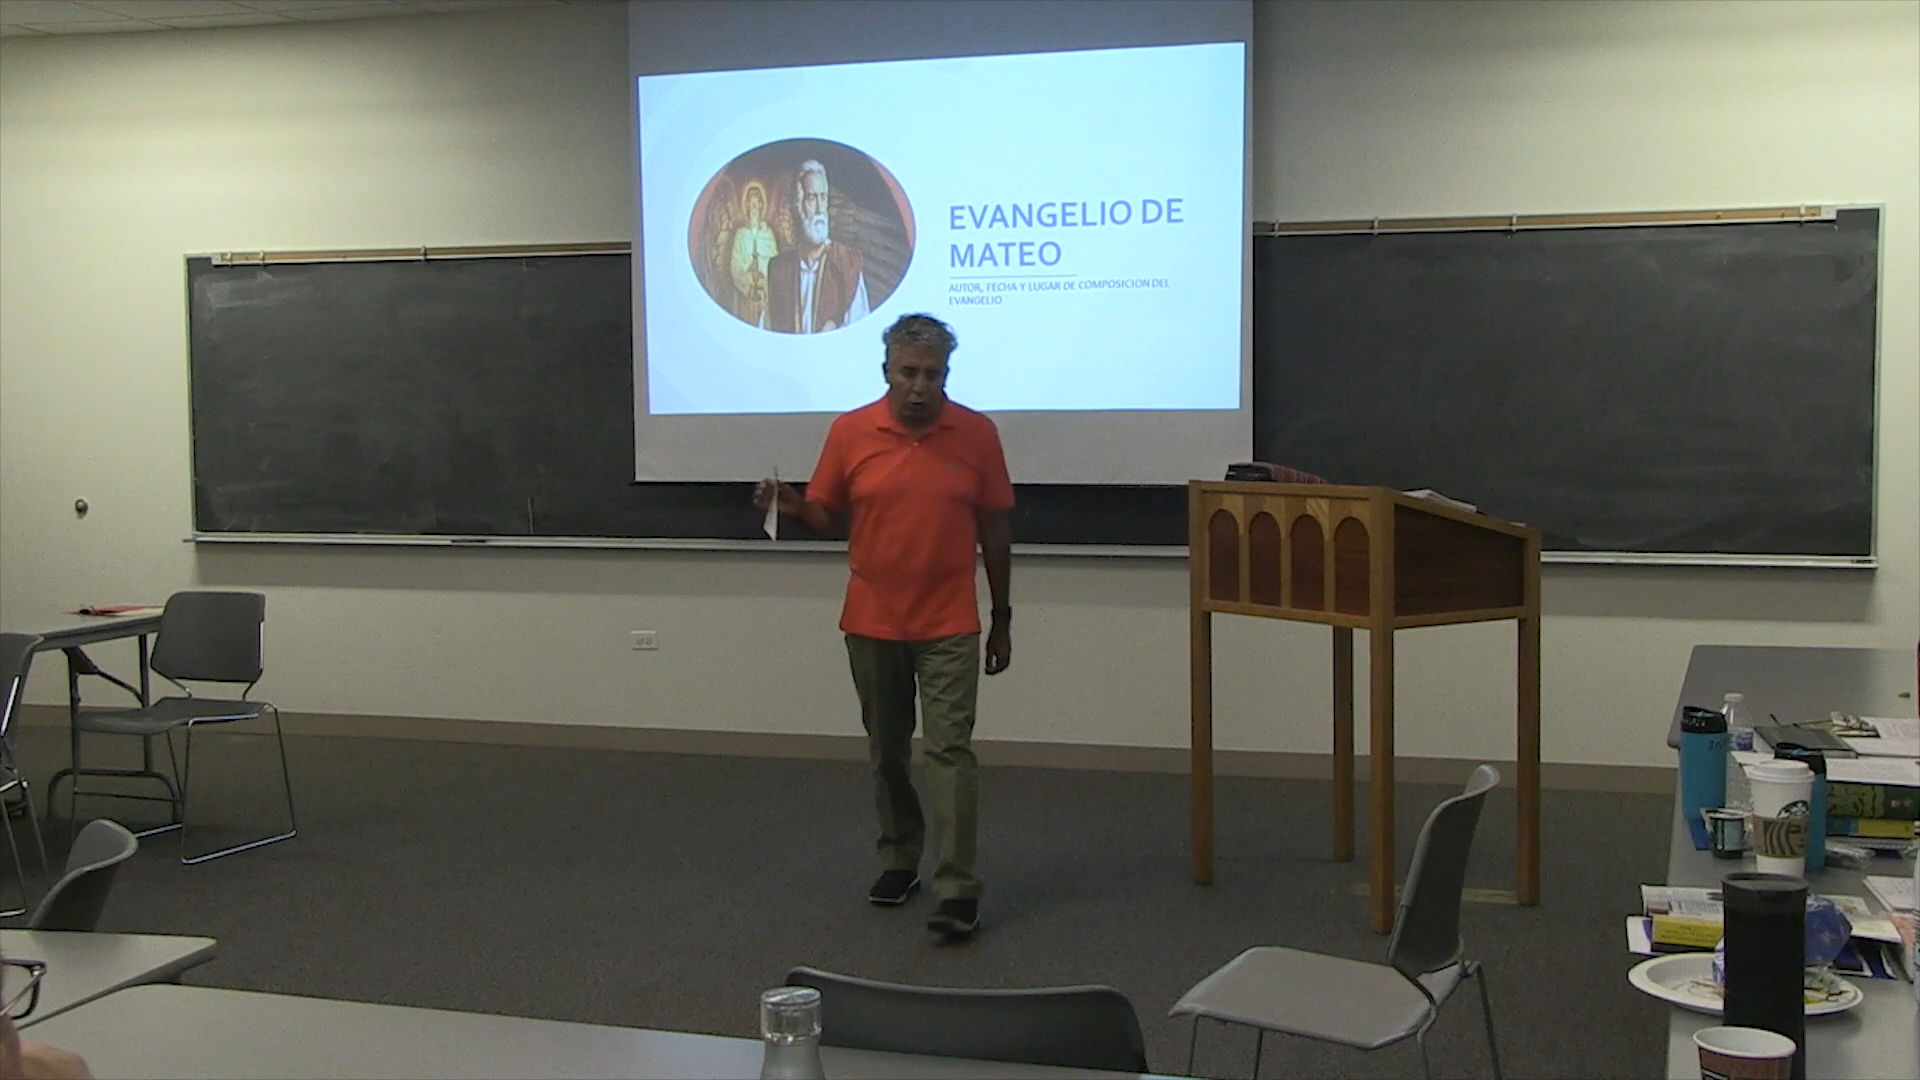 EVANGELIO DE
MATEO
AUTOR, FECHA Y LUGAR DE COMPOSICION DEL
EVANGELIO